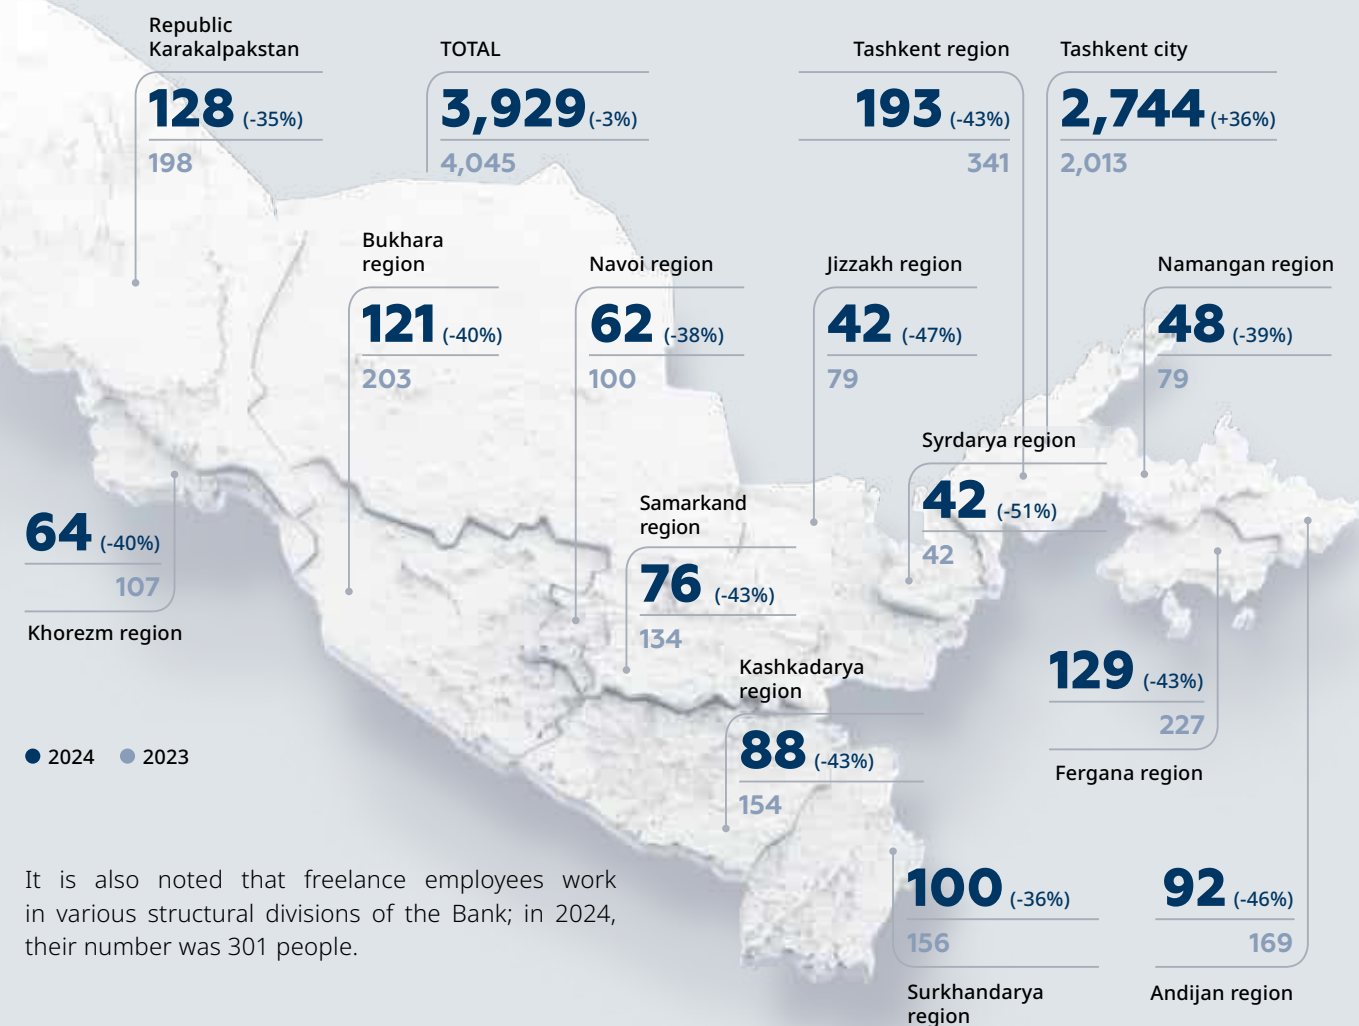 Republic
Karakalpakstan
128 (-35%)
198
TOTAL
3,929 (-3%)
4,045
Tashkent region
193 (-43%)
341
Tashkent city
2,744 (+36%)
2,013
Bukhara
region
121 (-40%)
203
Navoi region
62 (-38%)
100
Jizzakh region
42 (-47%)
79
Namangan region
48 (-39%)
79
Syrdarya region
42 (-51%)
42
Samarkand
region
76 (-43%)
134
64 (-40%)
107
Khorezm region
Kashkadarya
region
88 (-43%)
154
129 (-43%)
227
Fergana region
2024
2023
100 (-36%)
156
Surkhandarya
region
92 (-46%)
169
Andijan region
It is also noted that freelance employees work
in various structural divisions of the Bank; in 2024,
their number was 301 people.